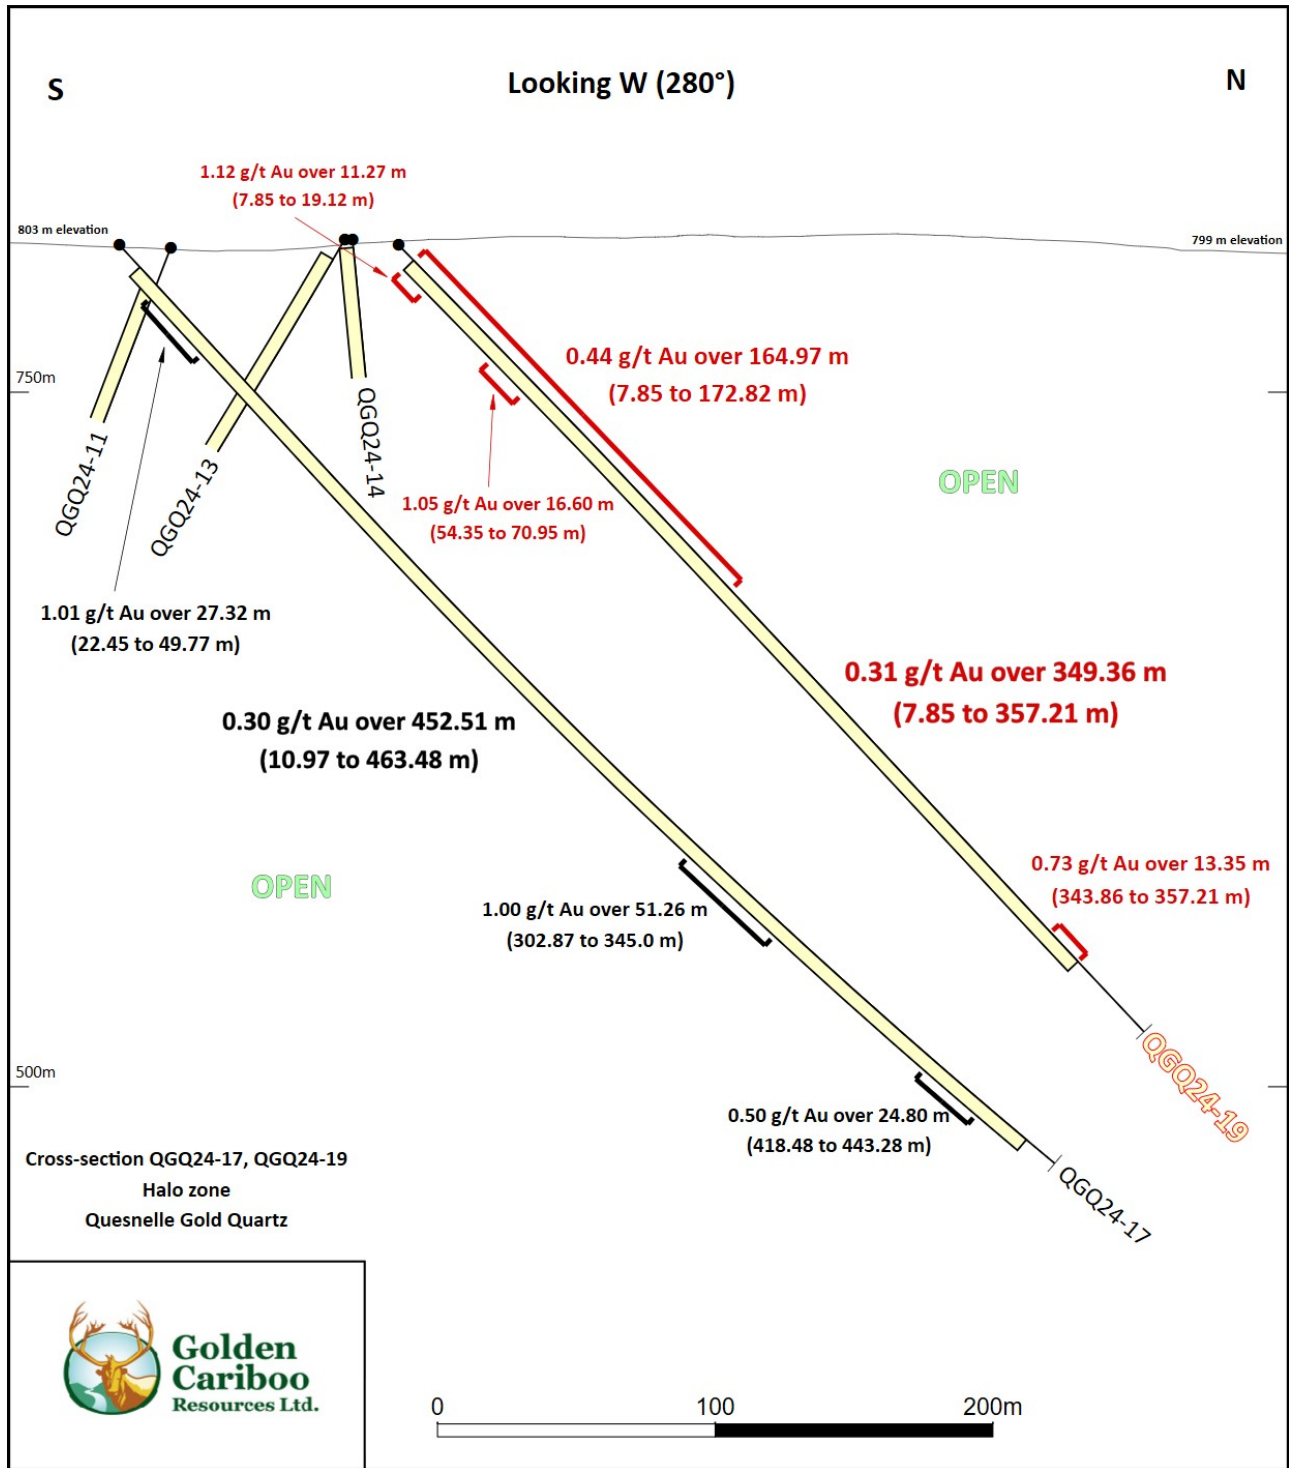 S
Looking W (280°)
N
1.12 g/t Au over 11.27 m
(7.85 to 19.12 m)
803 m elevation
799 m elevation
0.44 g/t Au over 164.97 m
(7.85 to 172.82 m)
750m
QGQ24-11
QGQ24-13
QGQ24-14
OPEN
1.05 g/t Au over 16.60 m
(54.35 to 70.95 m)
1.01 g/t Au over 27.32 m
(22.45 to 49.77 m)
0.31 g/t Au over 349.36 m
(7.85 to 357.21 m)
0.30 g/t Au over 452.51 m
(10.97 to 463.48 m)
0.73 g/t Au over 13.35 m
(343.86 to 357.21 m)
OPEN
1.00 g/t Au over 51.26 m
(302.87 to 345.0 m)
500m
QGQ24-19
0.50 g/t Au over 24.80 m
(418.48 to 443.28 m)
QGQ24-17
Cross-section QGQ24-17, QGQ24-19
Halo zone
Quesnelle Gold Quartz
Golden
Cariboo
Resources Ltd.
0 100 200m